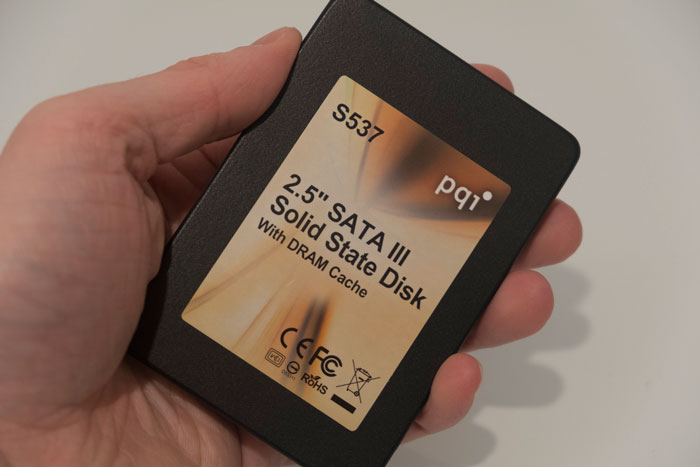 S537
pqi
2.5" SATA III
Solid State Disk
With DRAM Cache
CE FC
RoHS